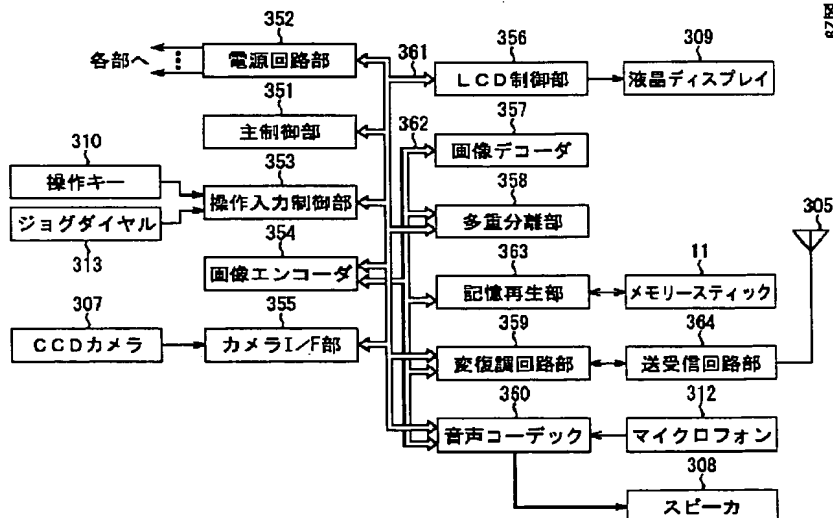 図29
352
各部へ
電源回路部
351
主制御部
310
操作キー
353
操作入力制御部
ジョグダイヤル
313
354
画像エンコーダ
307
CCDカメラ
355
カメラI/F部
361
362
356
LCD制御部
309
液晶ディスプレイ
357
画像デコーダ
358
多重分離部
305
363
記憶再生部
11
メモリースティック
359
変復調回路部
364
送受信回路部
360
音声コーデック
312
マイクロフォン
308
スピーカ